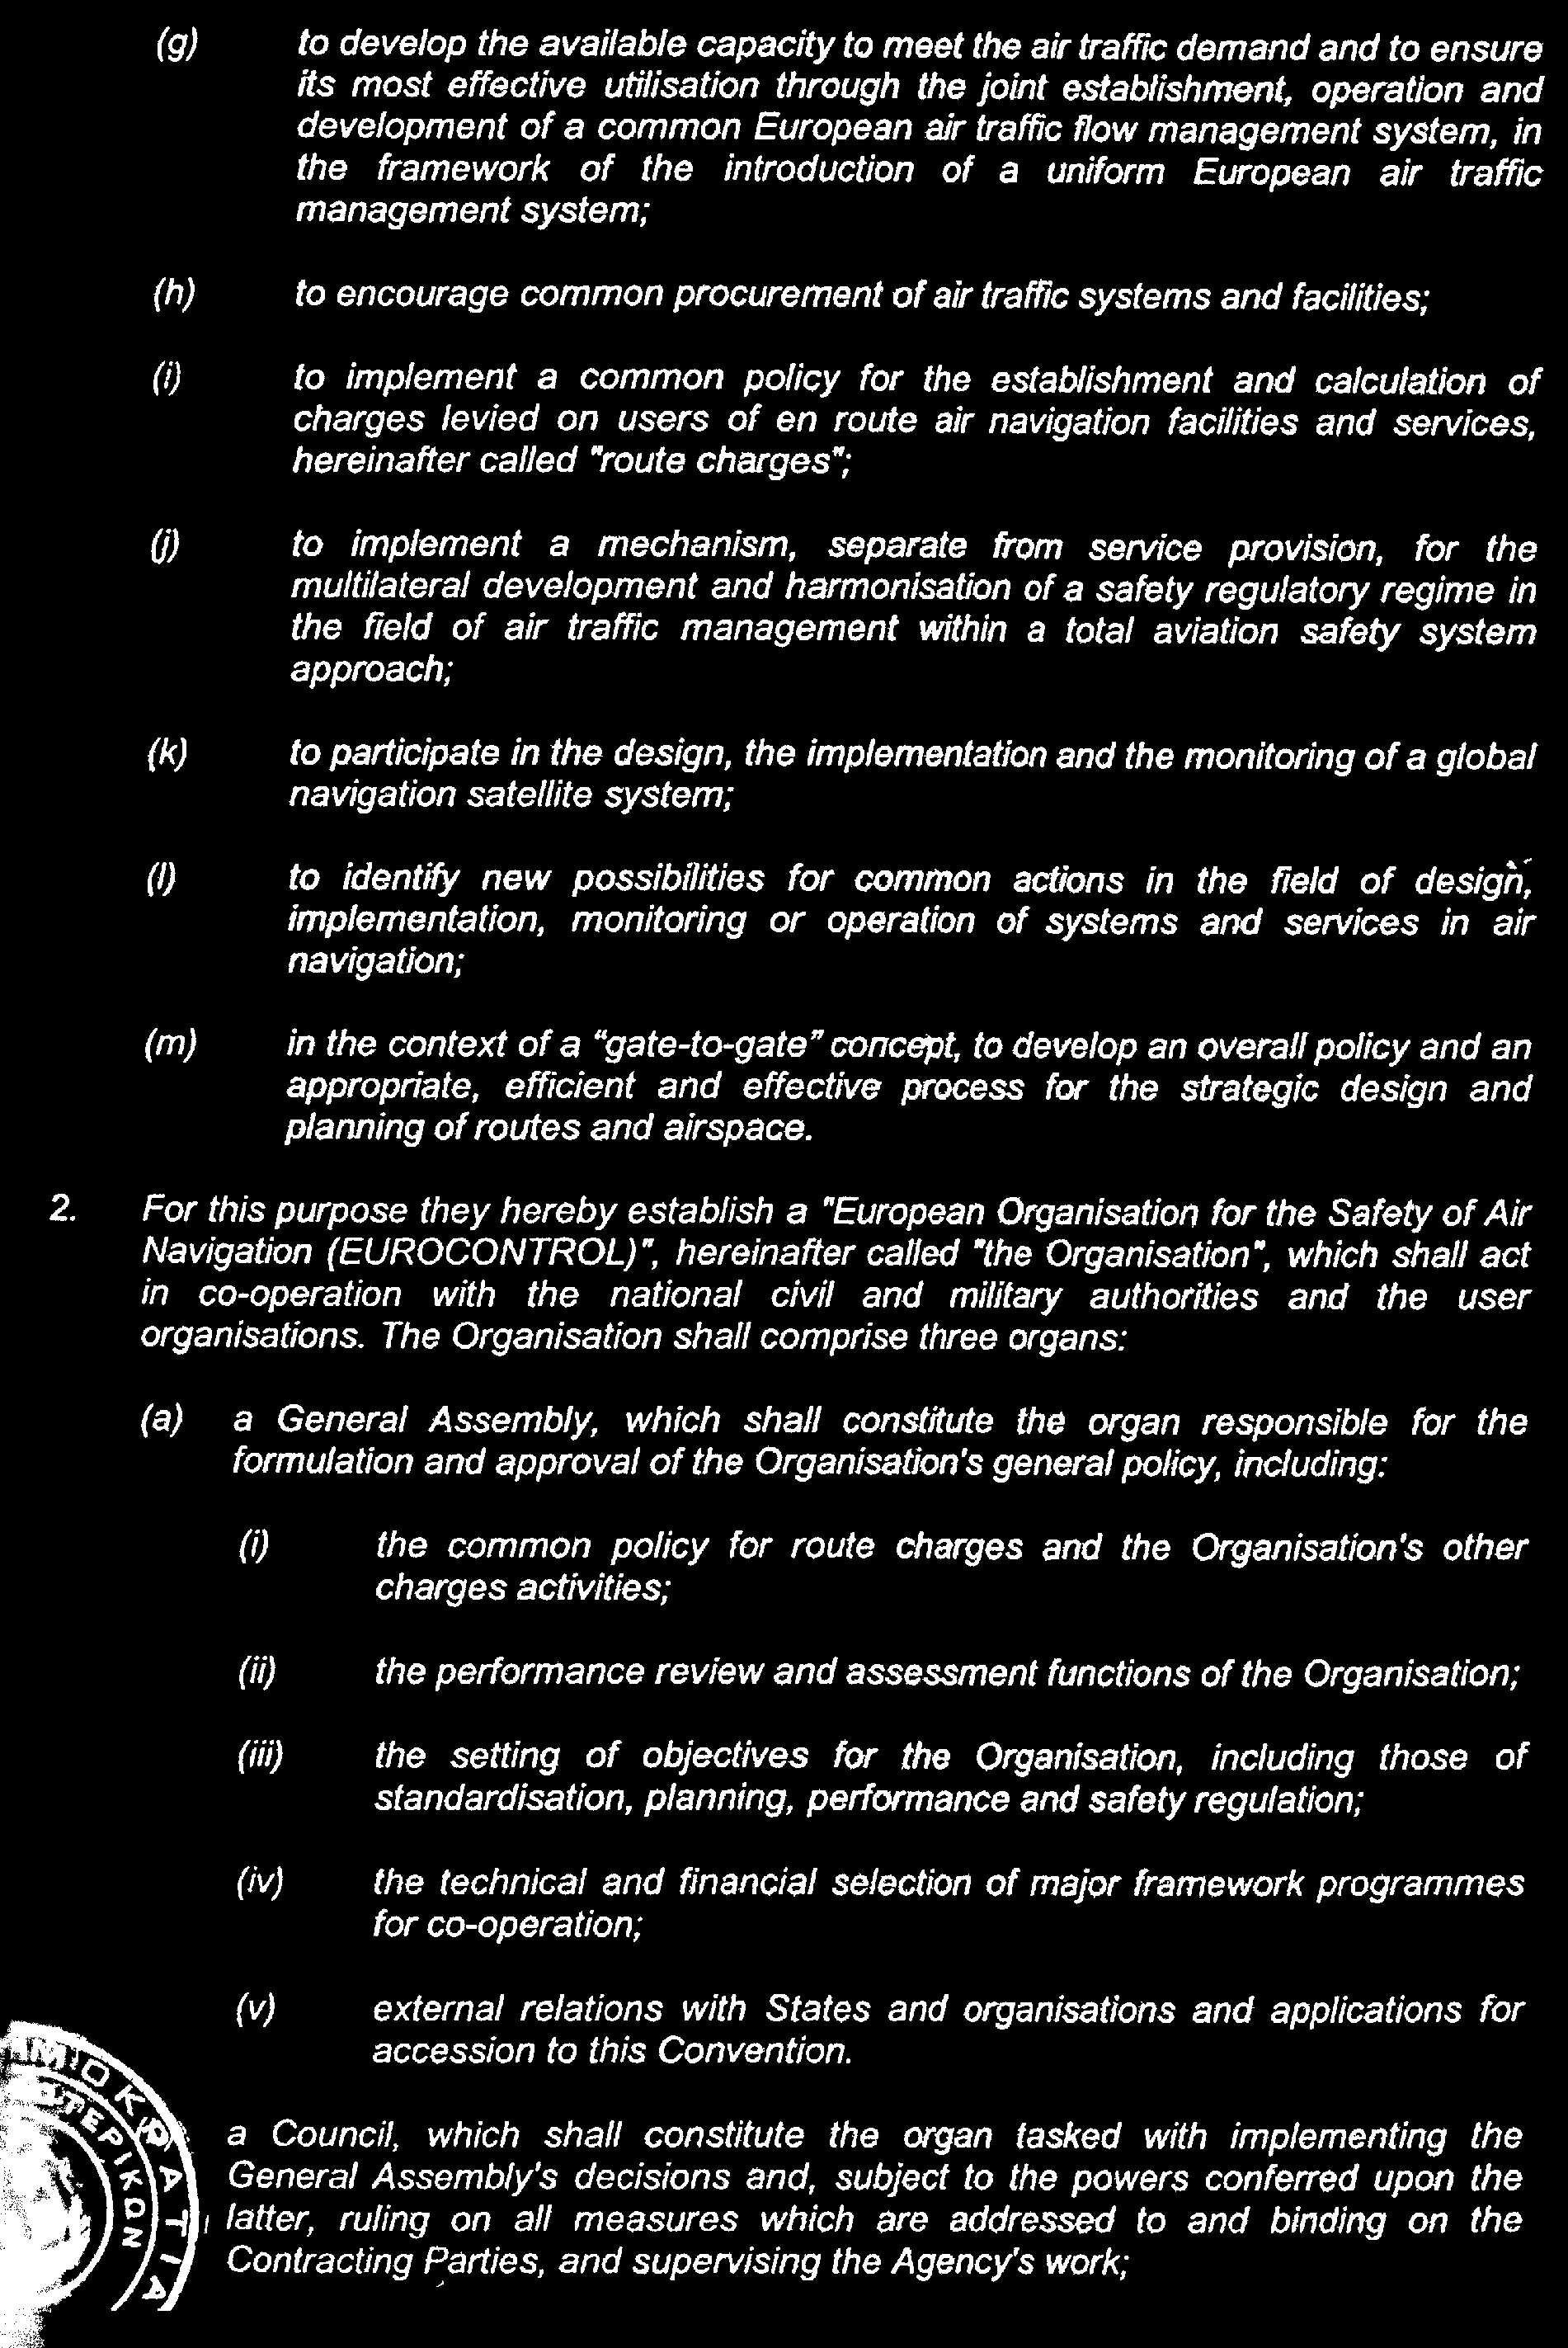 (g) to develop the available capacity to meet the air traffic demand and to ensure
its most effective utilisation through the joint establishment, operation and
development of a common European air traffic flow management system, in
the framework of the introduction of a uniform European air traffic
management system;
(h) to encourage common procurement of air traffic systems and facilities;
(i) to implement a common policy for the establishment and calculation of
charges levied on users of en route air navigation facilities and services,
hereinafter called "route charges";
(j) to implement a mechanism, separate from service provision, for the
multilateral development and harmonisation of a safety regulatory regime in
the field of air traffic management within a total aviation safety system
approach;
(k) to participate in the design, the implementation and the monitoring of a global
navigation satellite system;
(l) to identify new possibilities for common actions in the field of design,
implementation, monitoring or operation of systems and services in air
navigation;
(m) in the context of a “gate-to-gate” concept, to develop an overall policy and an
appropriate, efficient and effective process for the strategic design and
planning of routes and airspace.
2. For this purpose they hereby establish a "European Organisation for the Safety of Air
Navigation (EUROCONTROL)", hereinafter called "the Organisation", which shall act
in co-operation with the national civil and military authorities and the user
organisations. The Organisation shall comprise three organs:
(a) a General Assembly, which shall constitute the organ responsible for the
formulation and approval of the Organisation's general policy, including:
(i) the common policy for route charges and the Organisation's other
charges activities;
(ii) the performance review and assessment functions of the Organisation;
(iii) the setting of objectives for the Organisation, including those of
standardisation, planning, performance and safety regulation;
(iv) the technical and financial selection of major framework programmes
for co-operation;
(v) external relations with States and organisations and applications for
accession to this Convention.
a Council, which shall constitute the organ tasked with implementing the
General Assembly's decisions and, subject to the powers conferred upon the
latter, ruling on all measures which are addressed to and binding on the
Contracting Parties, and supervising the Agency's work;